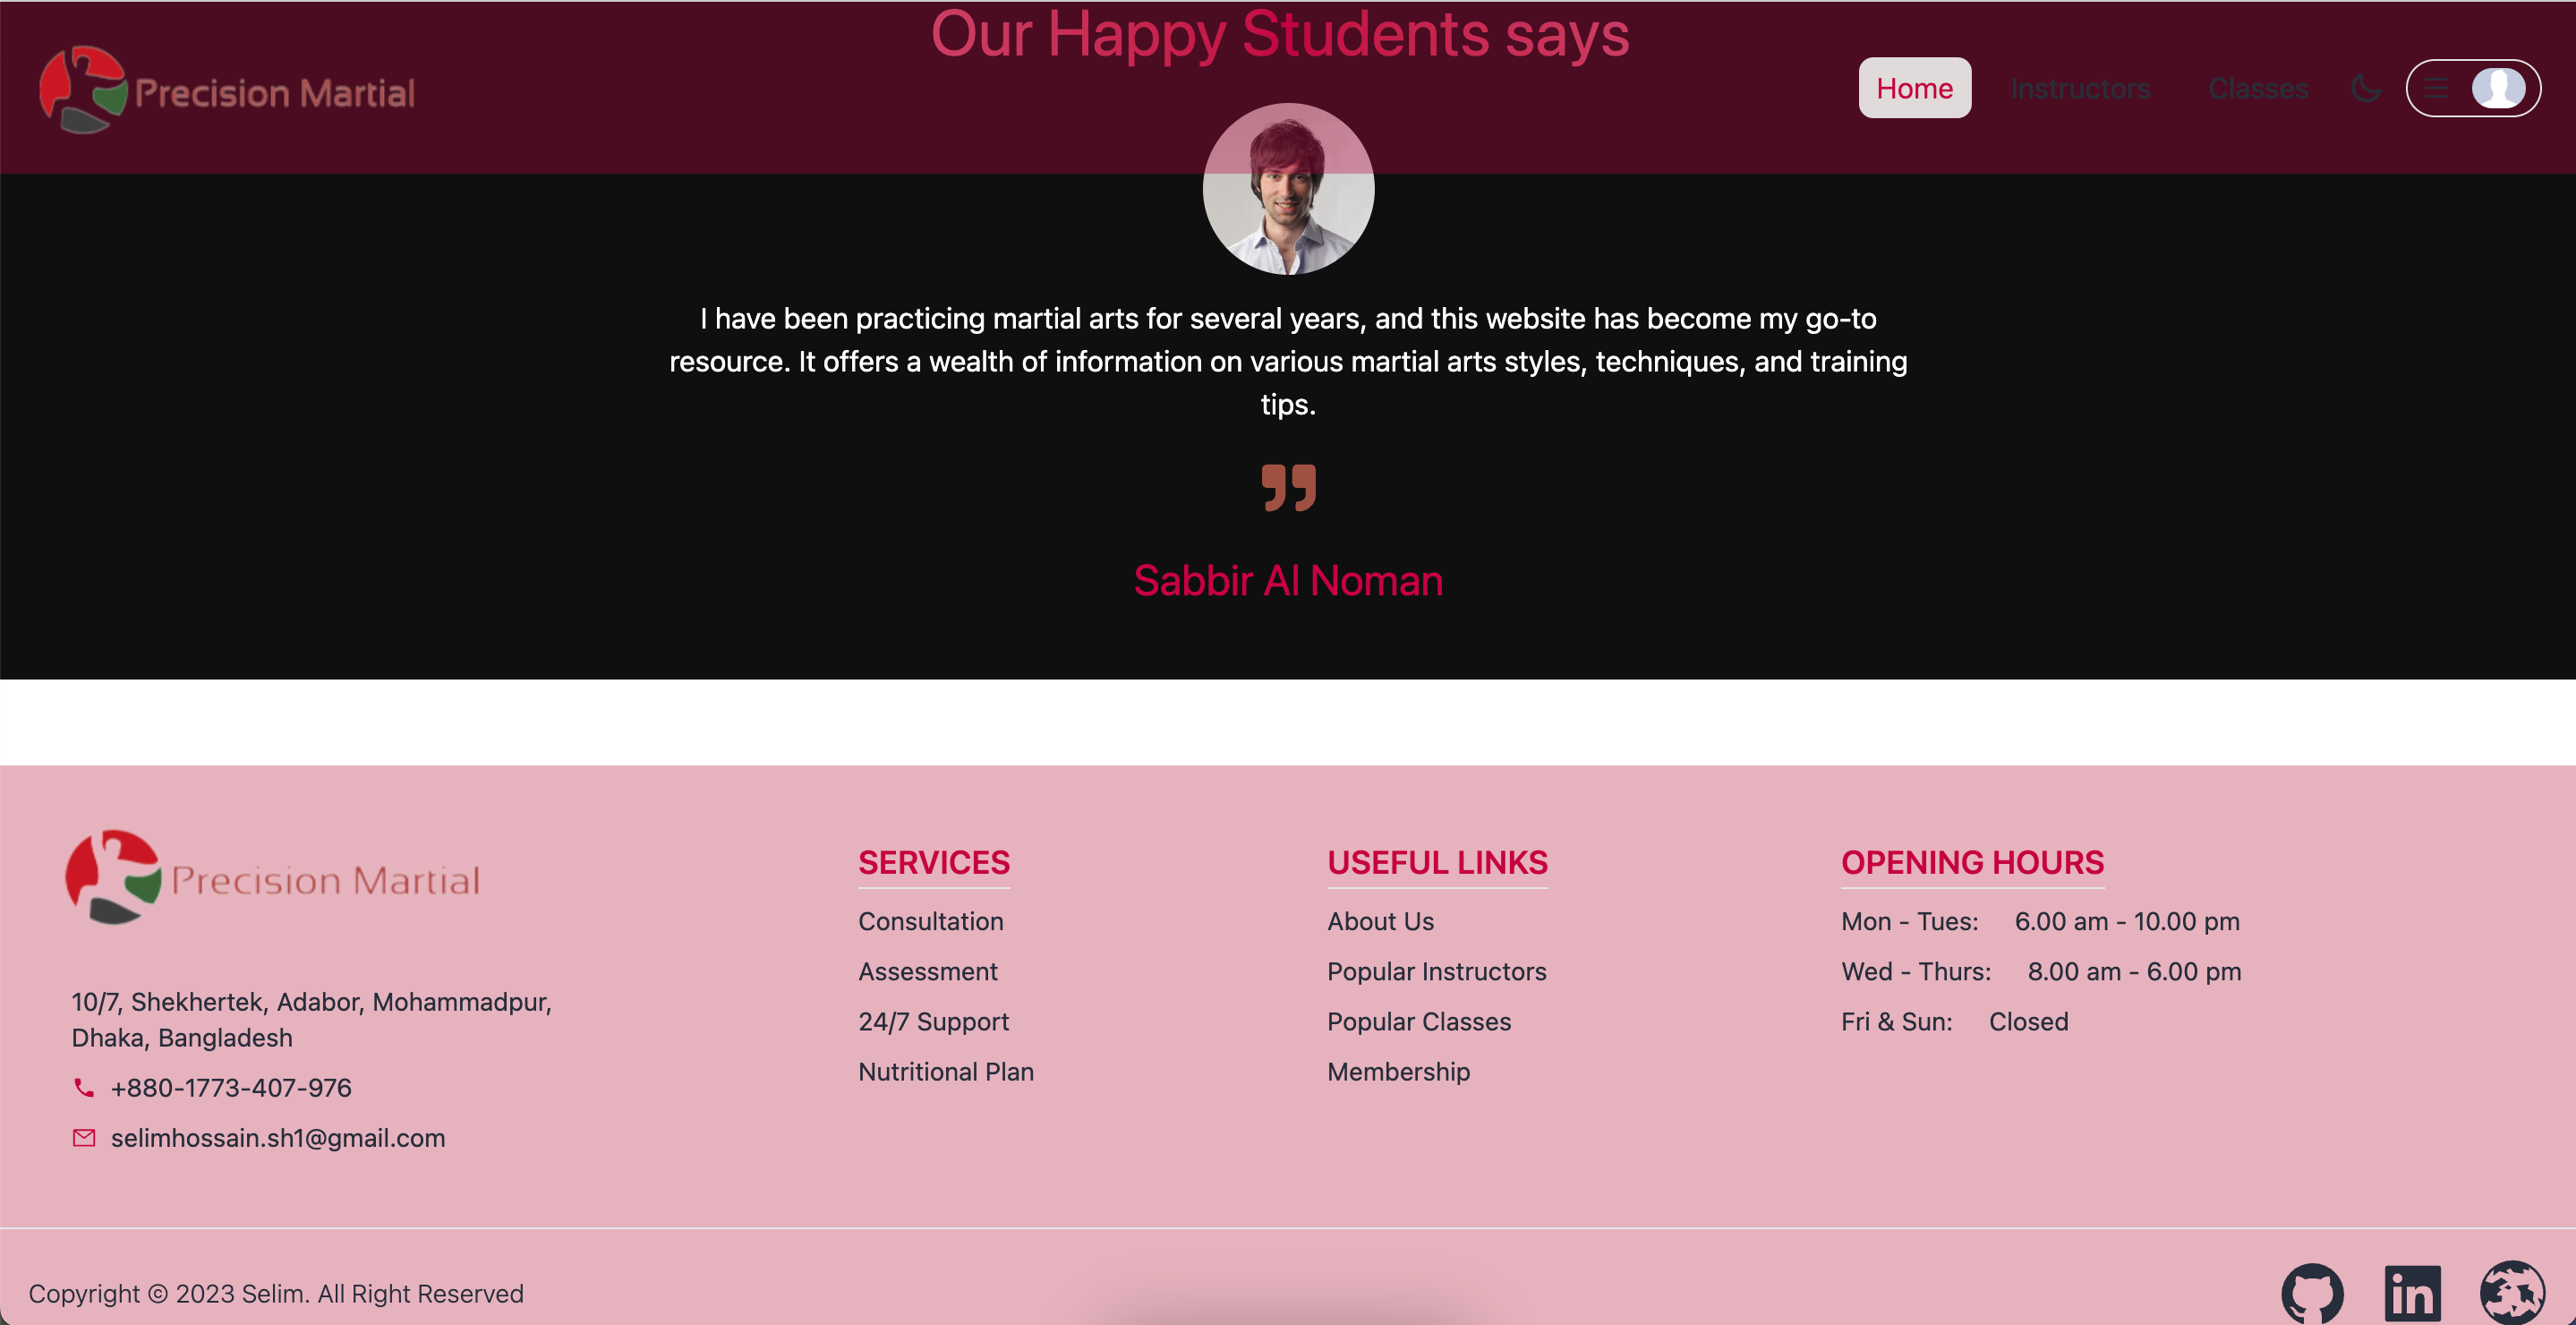 Our Happy Students says
Precision Martial
Home
Instructors
Classes
I have been practicing martial arts for several years, and this website has become my go-to
resource. It offers a wealth of information on various martial arts styles, techniques, and training
tips.
Sabbir Al Noman
Precision Martial
10/7, Shekhertek, Adabor, Mohammadpur,
Dhaka, Bangladesh
+880-1773-407-976
selimhossain.sh1@gmail.com
SERVICES
Consultation
Assessment
24/7 Support
Nutritional Plan
USEFUL LINKS
About Us
Popular Instructors
Popular Classes
Membership
OPENING HOURS
Mon - Tues: 6.00 am - 10.00 pm
Wed - Thurs: 8.00 am - 6.00 pm
Fri & Sun: Closed
Copyright © 2023 Selim. All Right Reserved